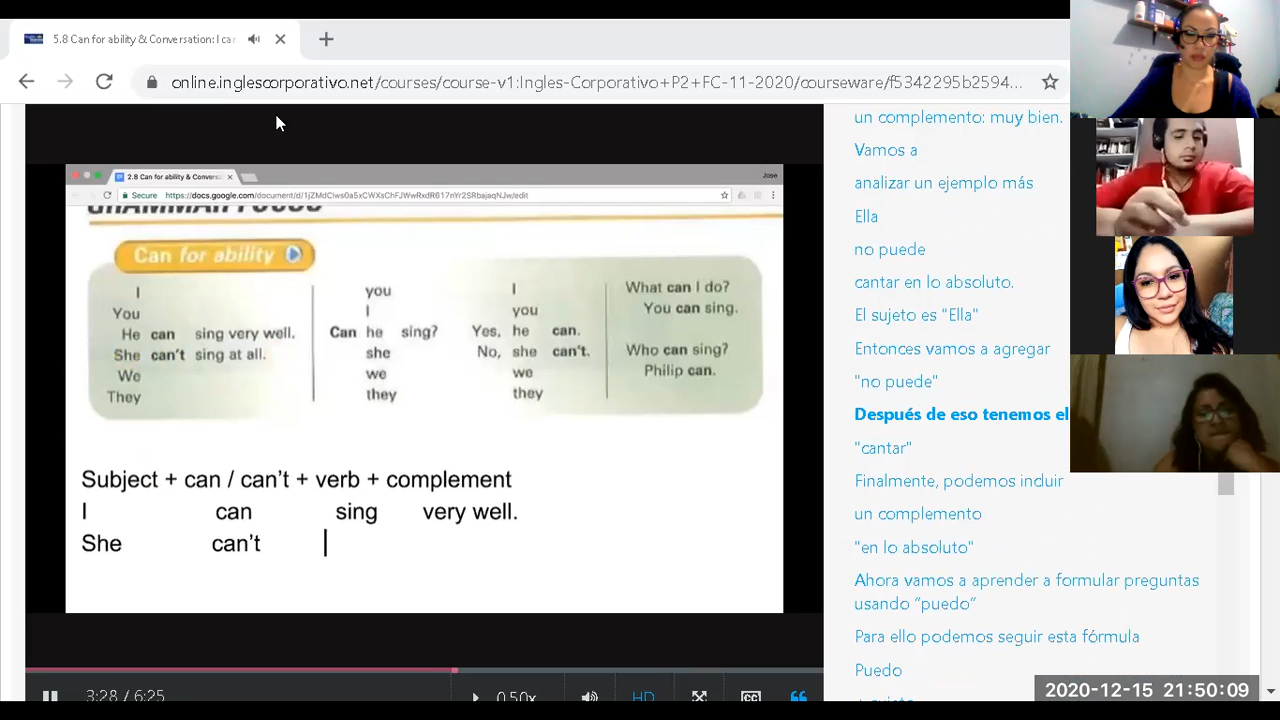 5.8 Can for ability & Conversation: I car
online.inglescorporativo.net/courses/course-v1:Ingles-Corporativo+P2+FC-11-2020/courseware/f5342295b2594...
2.8 Can for ability & Convers
Jose
Secure https://docs.google.com/document/d/1jZMdCiws0a5xCWXsChFJWwRxdR617nYr2SRbajaqNJw/edit
GRAMMAR FOCUS
Can for ability
I
You
He can sing very well.
She can't sing at all.
We
They
you
I
Can he sing?
she
we
they
I
you
Yes, he can.
No, she can't.
we
they
What can I do?
You can sing.
Who can sing?
Philip can.
Subject + can / can't + verb + complement
I can sing very well.
She can't
3:28 / 6:25
0.50x
HD
CC
un complemento: muy bien.
Vamos a
analizar un ejemplo más
Ella
no puede
cantar en lo absoluto.
El sujeto es "Ella"
Entonces vamos a agregar
"no puede"
Después de eso tenemos el
"cantar"
Finalmente, podemos incluir
un complemento
"en lo absoluto"
Ahora vamos a aprender a formular preguntas
usando “puedo”
Para ello podemos seguir esta fórmula
Puedo
2020-12-15 21:50:09